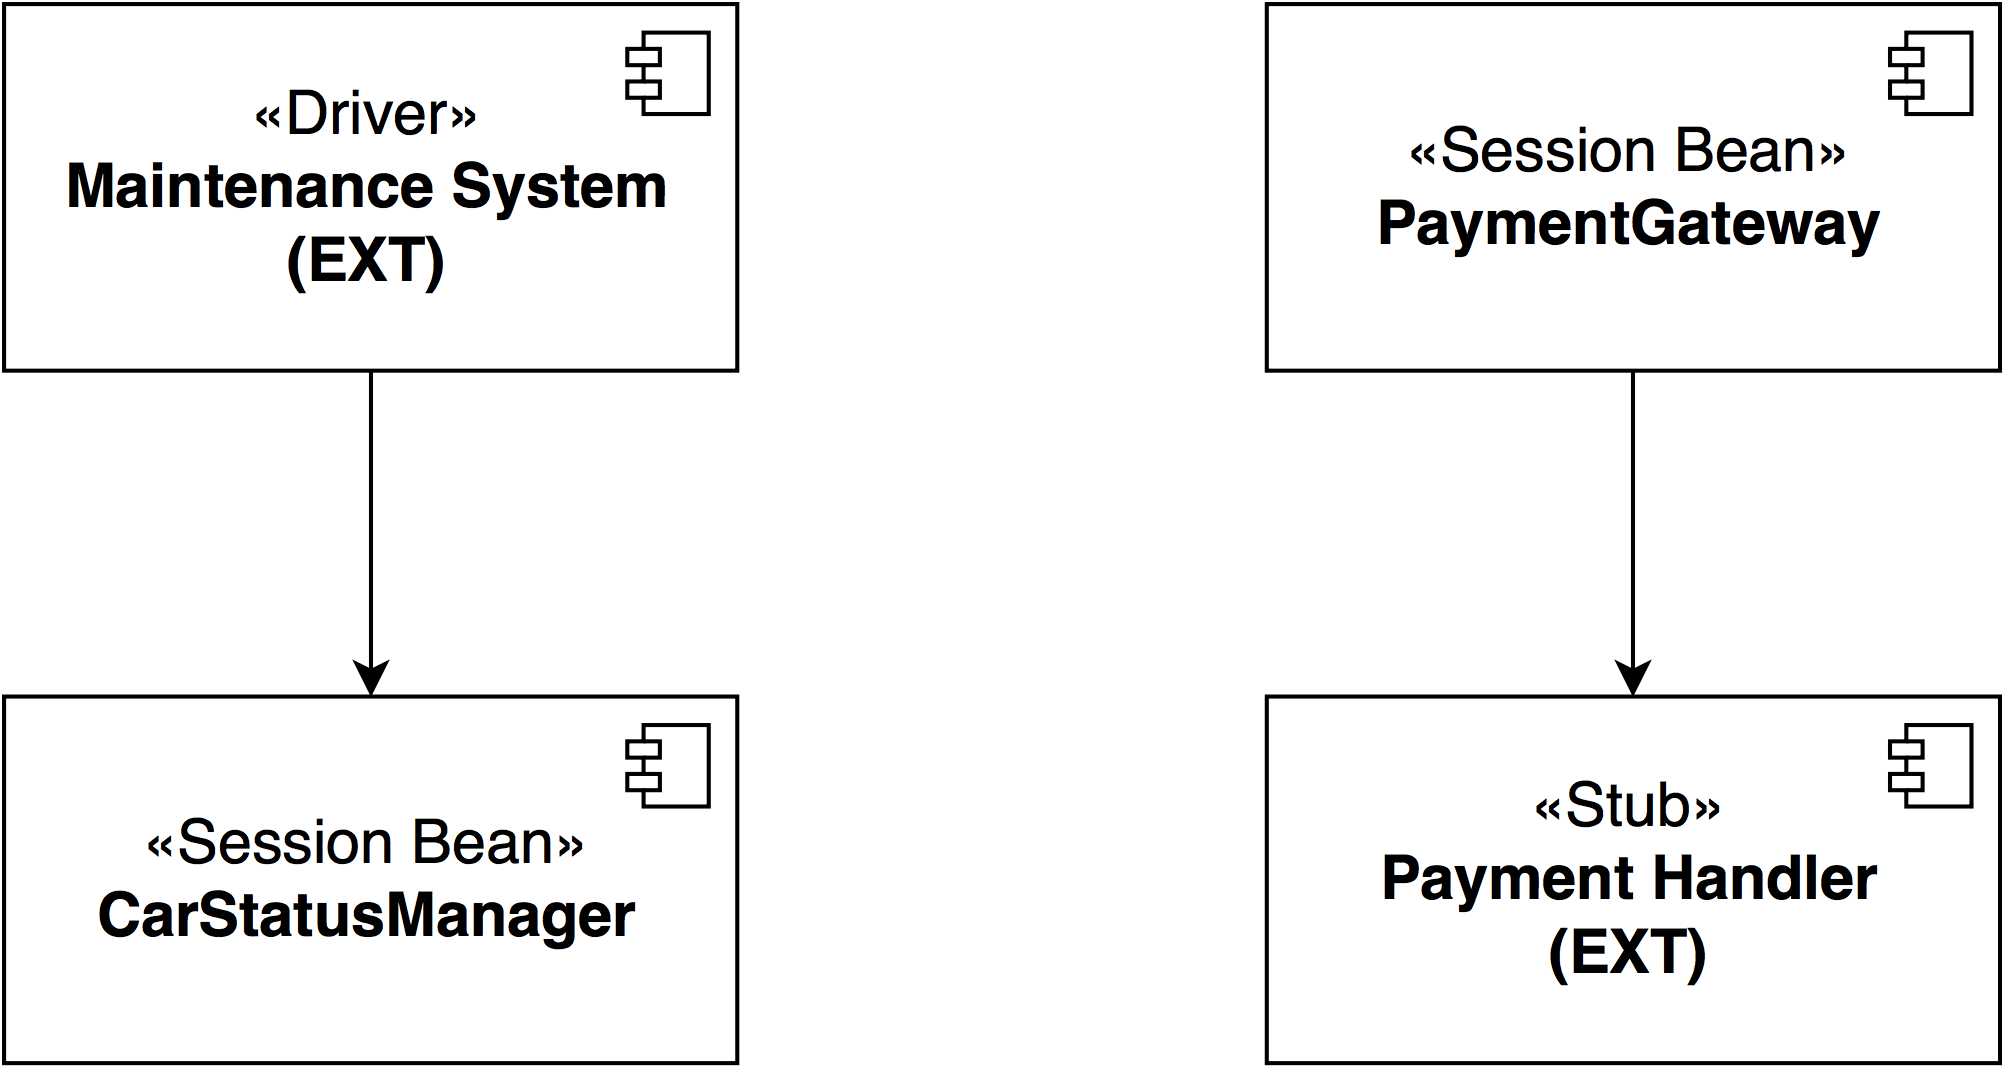 «Driver»
Maintenance System
(EXT)
«Session Bean»
PaymentGateway
«Session Bean»
CarStatusManager
«Stub»
Payment Handler
(EXT)